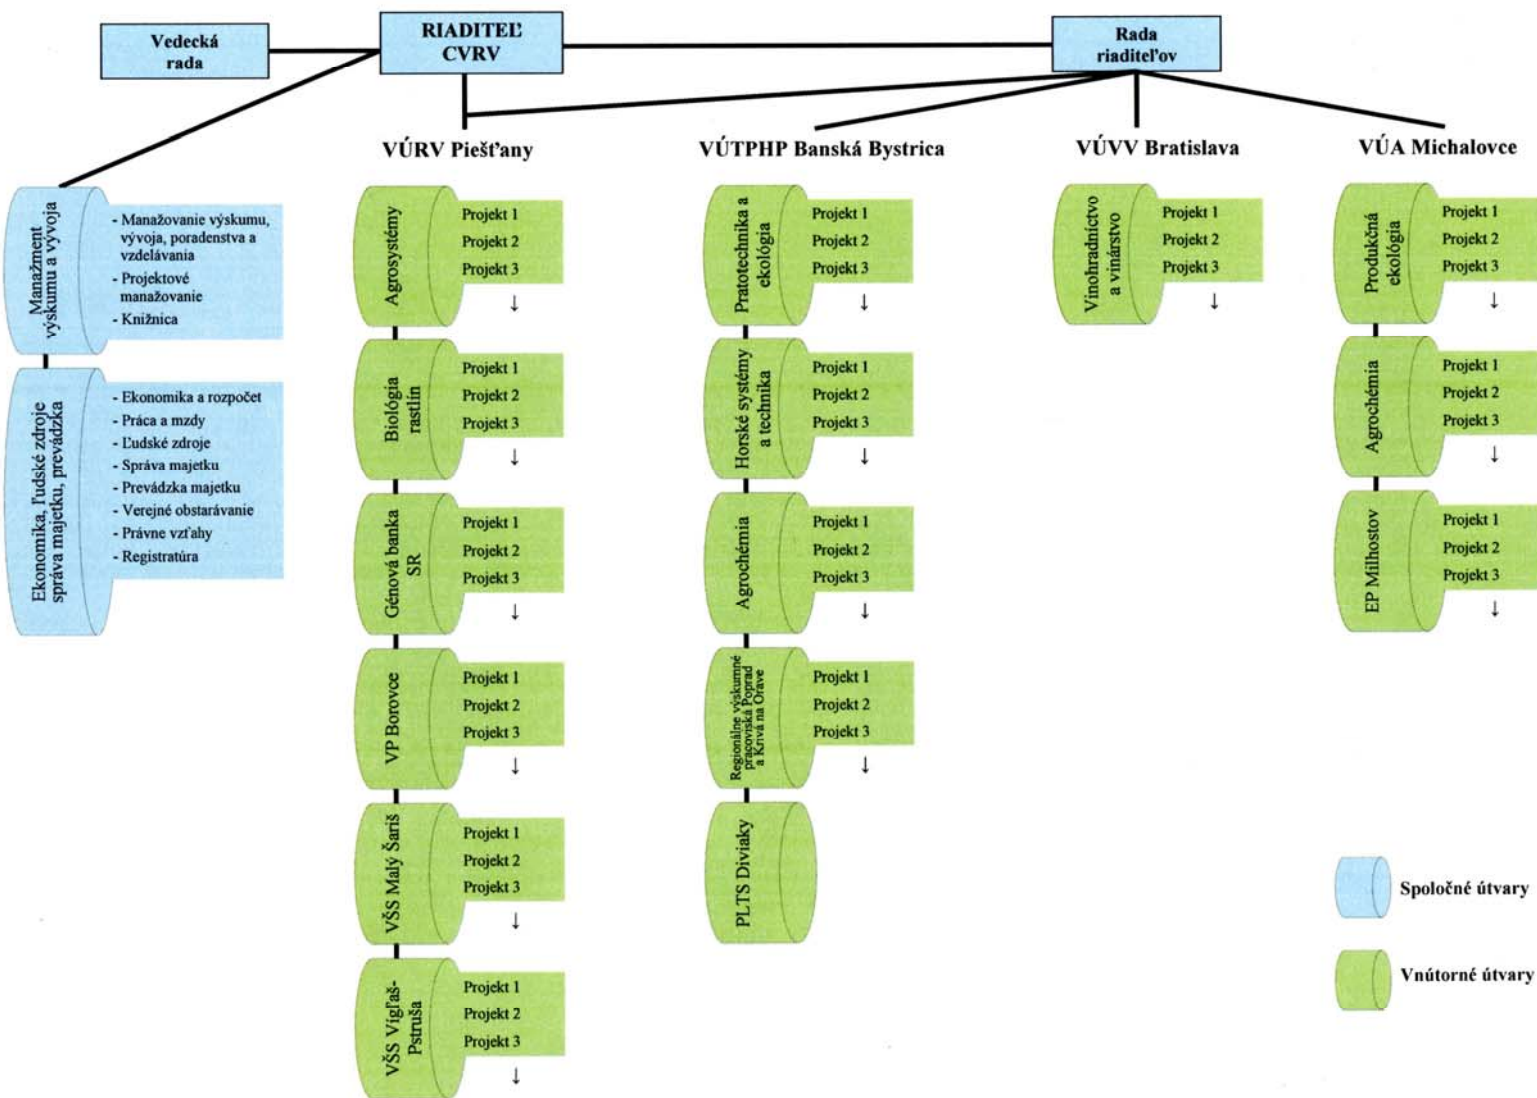 Vedecká
rada
RIADITEĽ
CVRV
Rada
riaditeľov
VÚRV Piešťany
VÚTPHP Banská Bystrica
VÚVV Bratislava
VÚA Michalovce
Manažment
výskumu a vývoja
- Manažovanie výskumu,
vývoja, poradenstva a
vzdelávania
- Projektové
manažovanie
- Knižnica
Ekonomika, ľudské zdroje
správa majetku, prevádzka
- Ekonomika a rozpočet
- Práca a mzdy
- Ľudské zdroje
- Správa majetku
- Prevádzka majetku
- Verejné obstarávanie
- Právne vzťahy
- Registratúra
Agrosystémy
Projekt 1
Projekt 2
Projekt 3
↓
Biológia
rastlín
Projekt 1
Projekt 2
Projekt 3
↓
Génová banka
SR
Projekt 1
Projekt 2
Projekt 3
↓
VP Borovce
Projekt 1
Projekt 2
Projekt 3
↓
VŠS Malý Šariš
Projekt 1
Projekt 2
Projekt 3
↓
VŠS Vígľaš-
Pstruša
Projekt 1
Projekt 2
Projekt 3
↓
Pratotechnika a
ekológia
Projekt 1
Projekt 2
Projekt 3
↓
Horské systémy
a technika
Projekt 1
Projekt 2
Projekt 3
↓
Agrochémia
Projekt 1
Projekt 2
Projekt 3
↓
Regionálne výskumné
pracoviská Poprad
a Krivá na Orave
Projekt 1
Projekt 2
Projekt 3
↓
PLTS Diviaky
Vinohradníctvo
a vinárstvo
Projekt 1
Projekt 2
Projekt 3
↓
Produkčná
ekológia
Projekt 1
Projekt 2
Projekt 3
↓
Agrochémia
Projekt 1
Projekt 2
Projekt 3
↓
EP Milhostov
Projekt 1
Projekt 2
Projekt 3
↓
Spoločné útvary
Vnútorné útvary